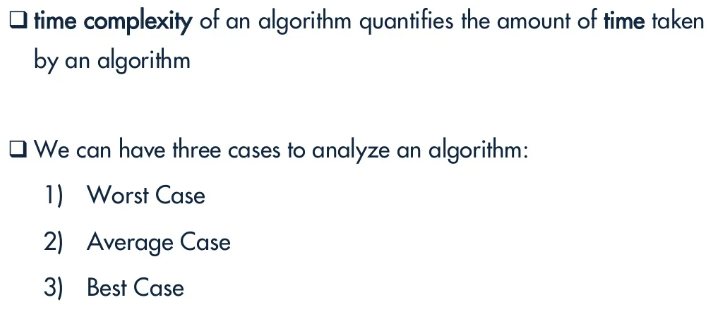 ❑ time complexity of an algorithm quantifies the amount of time taken
by an algorithm
❑ We can have three cases to analyze an algorithm:
1) Worst Case
2) Average Case
3) Best Case